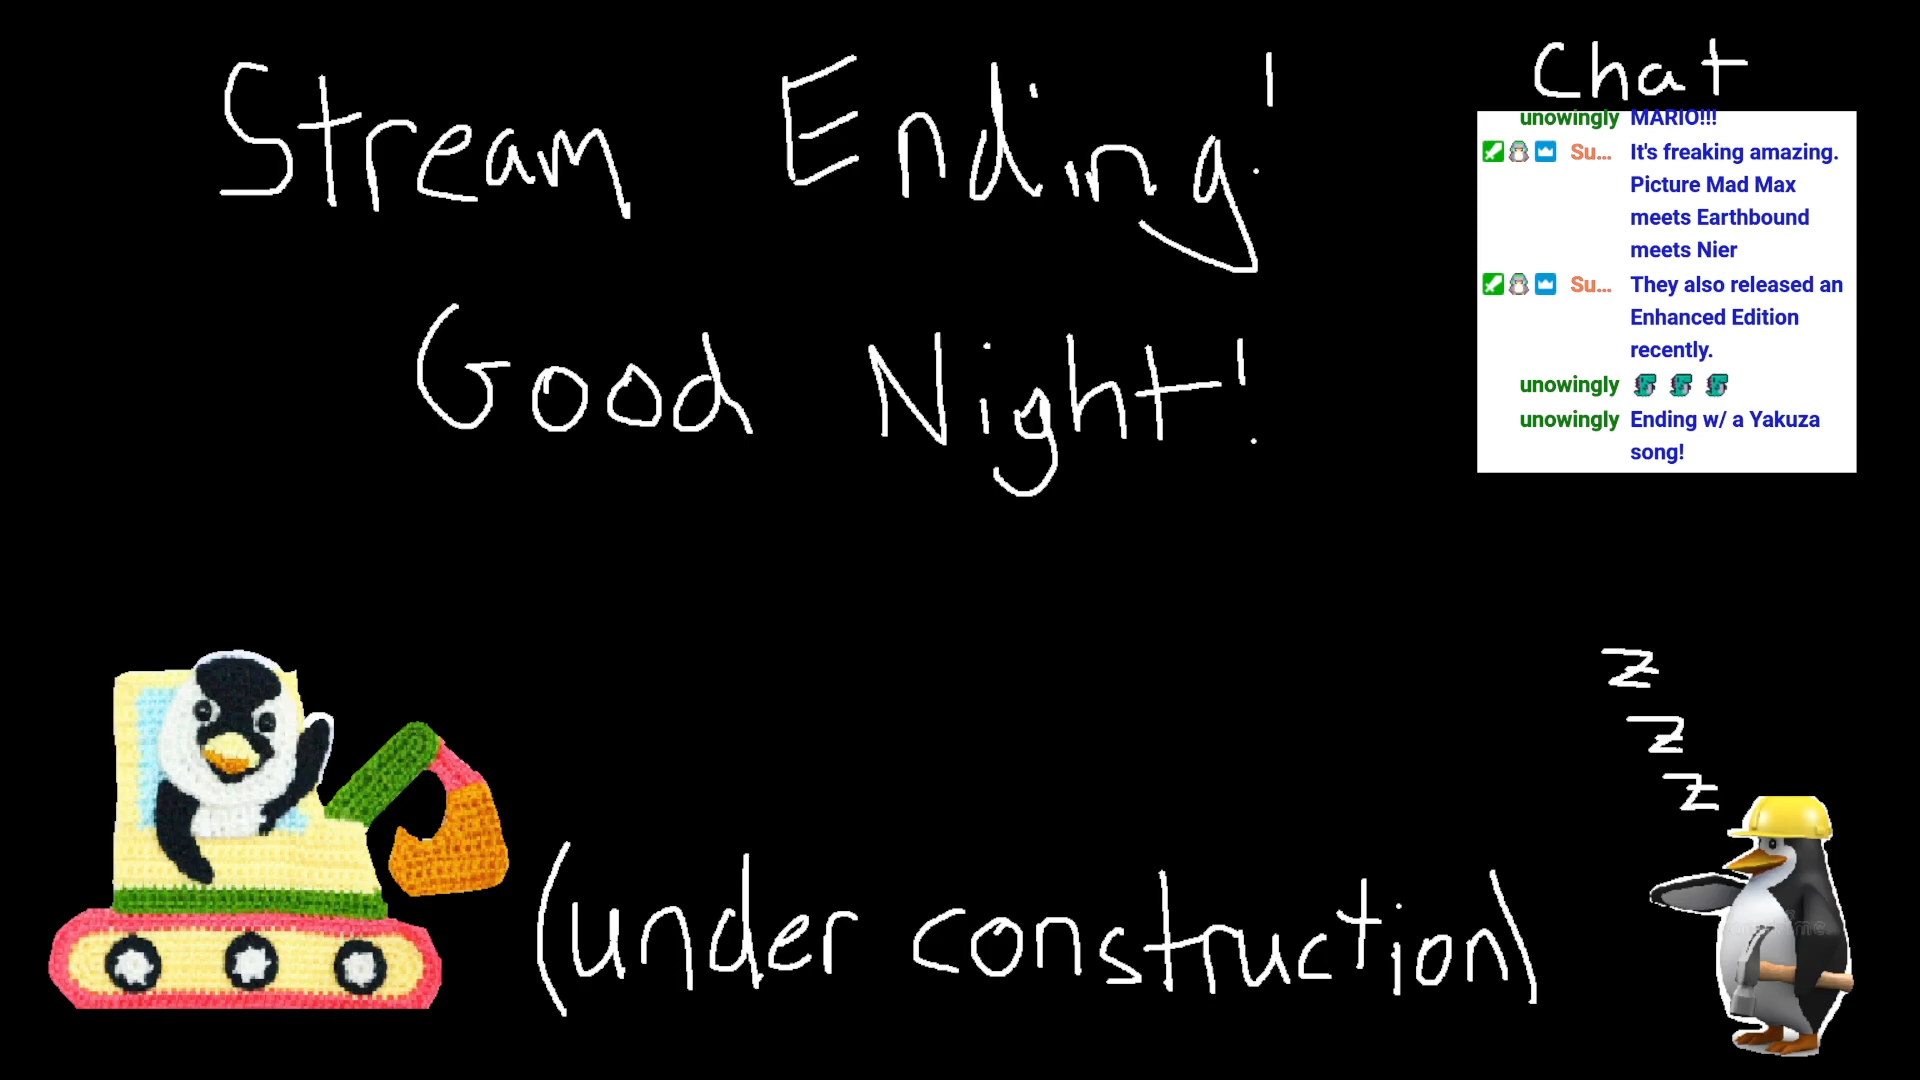 Stream Ending!
Good Night!
Chat
unowingly MARIO!!!
Su... It's freaking amazing.
Picture Mad Max
meets Earthbound
meets Nier
Su... They also released an
Enhanced Edition
recently.
unowingly
unowingly Ending w/ a Yakuza
song!
z
z
z
(under construction)